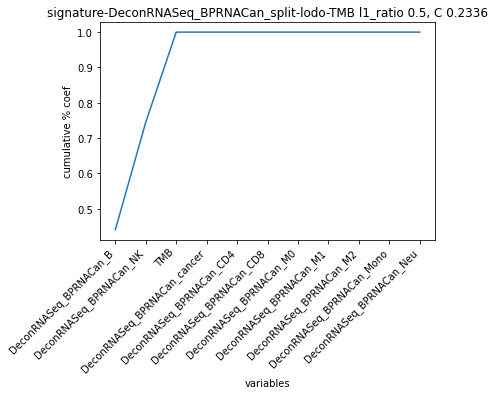 signature-DeconRNASeq_BPRNACan_split-lodo-TMB l1_ratio 0.5, C 0.2336
1.0
0.9
0.8
0.7
0.6
0.5
cumulative % coef
DeconRNASeq_BPRNACan_B
DeconRNASeq_BPRNACan_NK
TMB
DeconRNASeq_BPRNACan_cancer
DeconRNASeq_BPRNACan_CD4
DeconRNASeq_BPRNACan_CD8
DeconRNASeq_BPRNACan_M0
DeconRNASeq_BPRNACan_M1
DeconRNASeq_BPRNACan_M2
DeconRNASeq_BPRNACan_Mono
DeconRNASeq_BPRNACan_Neu
variables